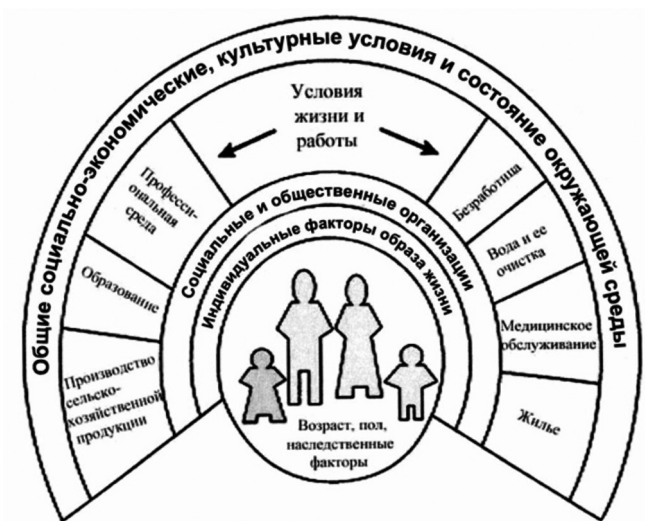 Общие социально-экономические, культурные условия и состояние окружающей среды
Условия
жизни и
работы
Професси-
ональная
среда
Образование
Производство
сельско-
хозяйственной
продукции
Безработица
Вода и ее
очистка
Медицинское
обслуживание
Жилье
Социальные и общественные организации
Индивидуальные факторы образа жизни
Возраст, пол,
наследственные
факторы